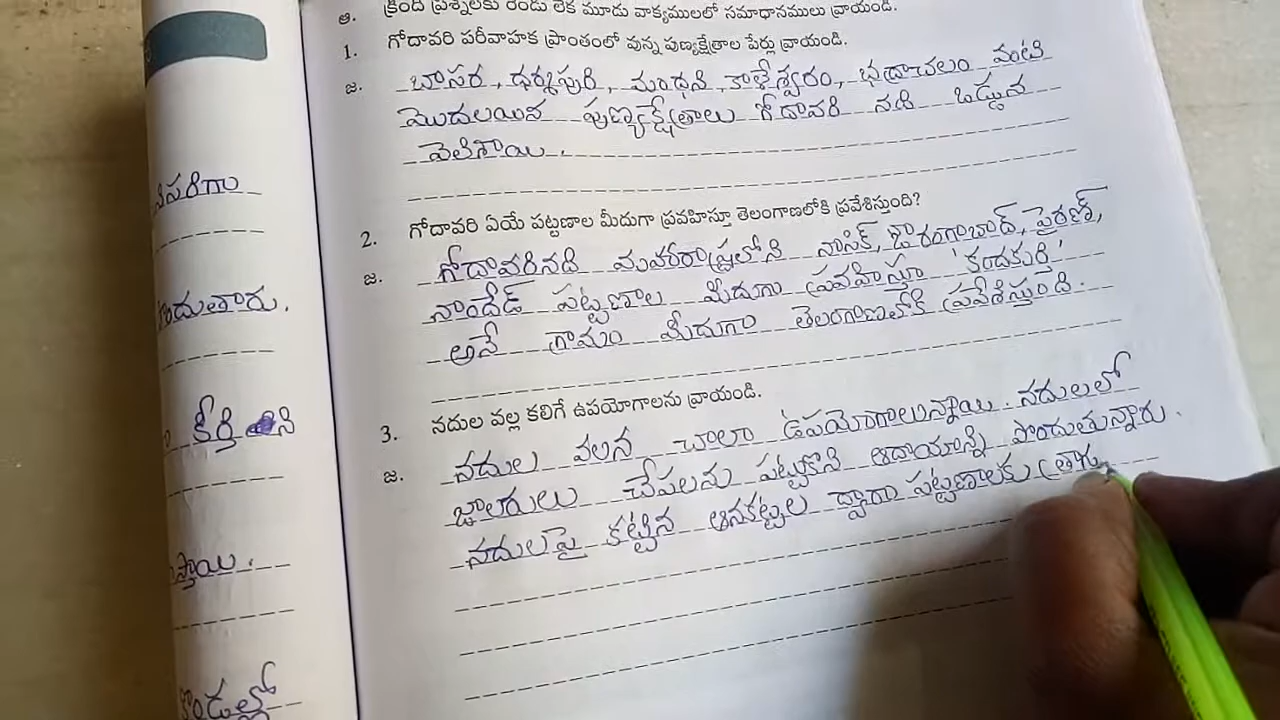 ఆ. క్రింది ప్రశ్నలకు రెండు లేక మూడు వాక్యములలో సమాధానములు వ్రాయండి.
1. గోదావరి పరీవాహక ప్రాంతంలో వున్న పుణ్యక్షేత్రాల పేర్లు వ్రాయండి.
జ. బాసర, ధర్మపురి, మంథని, కాళేశ్వరం, భద్రాచలం వంటి
మొదలయిన పుణ్యక్షేత్రాలు గోదావరి నది ఒడ్డున
వెలిశాయి.
2. గోదావరి ఏయే పట్టణాల మీదుగా ప్రవహిస్తూ తెలంగాణలోకి ప్రవేశిస్తుంది?
జ. గోదావరినది మహారాష్ట్రలోని నాసిక్, ఔరంగాబాద్, పైఠణ్,
నాందేడ్ పట్టణాల మీదుగా ప్రవహిస్తూ 'కందకుర్తి'
అనే గ్రామం మీదుగా తెలంగాణలోకి ప్రవేశిస్తుంది.
3. నదుల వల్ల కలిగే ఉపయోగాలను వ్రాయండి.
జ. నదుల వలన చాలా ఉపయోగాలున్నాయి. నదులలో
జాలరులు చేపలను పట్టుకొని ఆదాయాన్ని పొందుతున్నారు.
నదులపై కట్టిన ఆనకట్టల ద్వారా పట్టణాలకు త్రాగు
ందుతారు.
కీర్తి ని
స్తాయి.
కొండల్లో